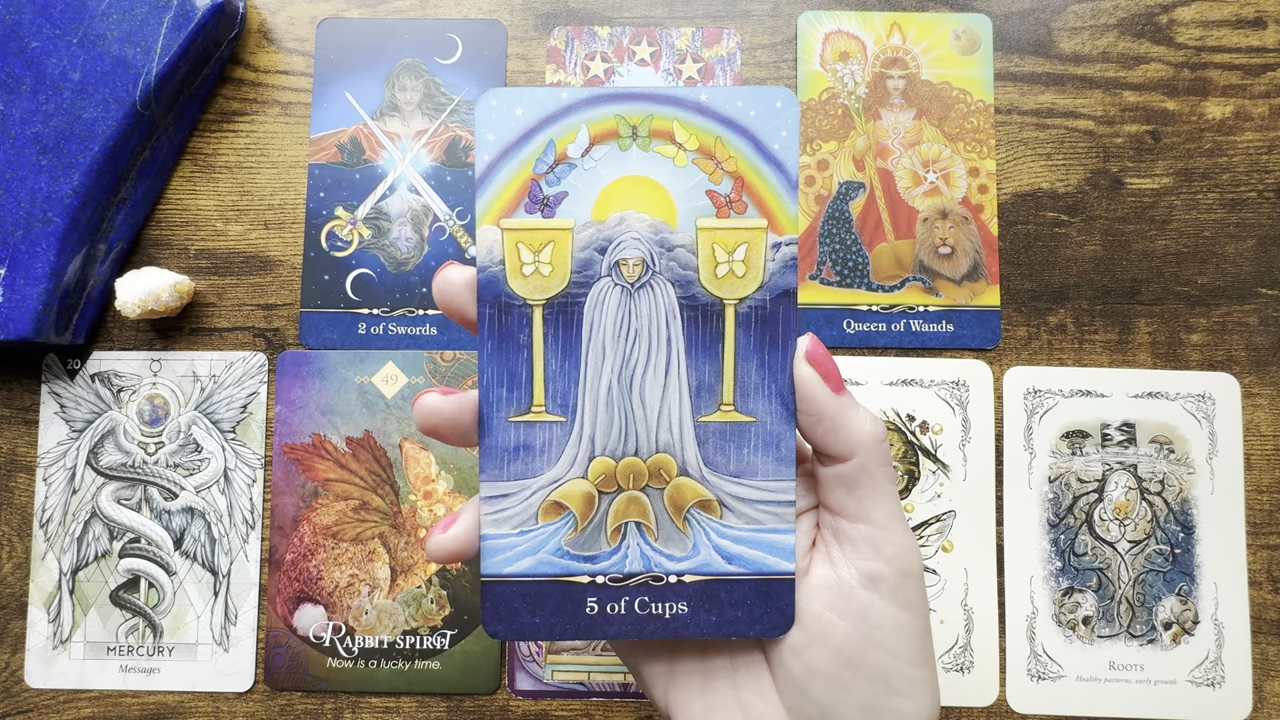 2 of Swords
Queen of Wands
5 of Cups
20
MERCURY
Messages
49
RABBIT SPIRIT
Now is a lucky time.
ROOTS
Healthy patterns, early growth